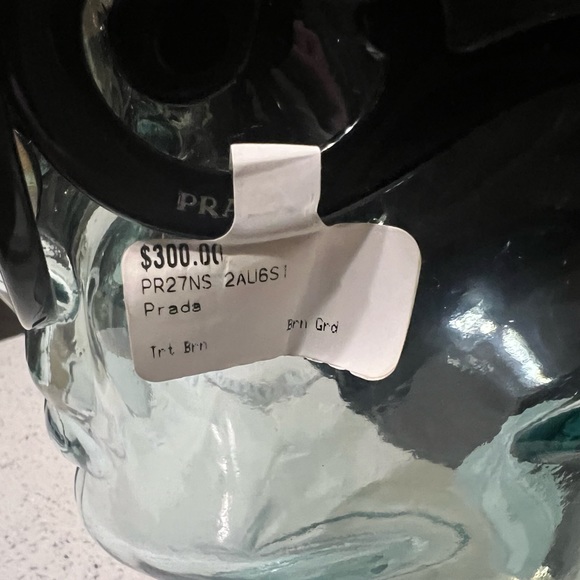 PRA
$300.00
PR27NS 2AU6S1
Prada
Brn Grd
Trt Brn